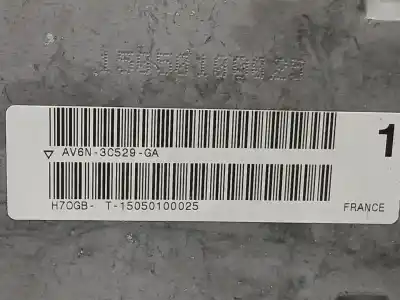 1
▽ AV6N-3C529-GA
H7OGB- T-15050100025 FRANCE